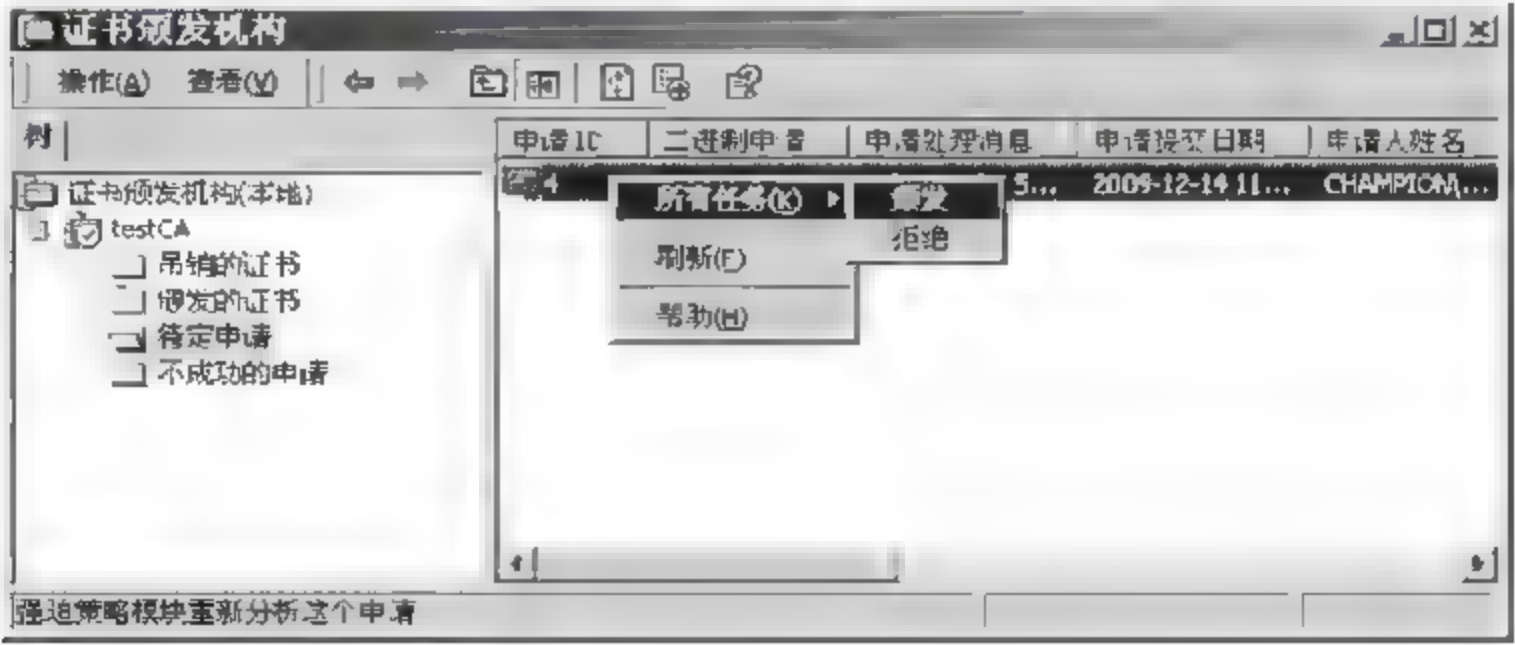 证书颁发机构
操作(A) 查看(V)
树
申请 ID 二进制申请 申请处理消息 申请提交日期 申请人姓名
证书颁发机构(本地)
testCA
吊销的证书
颁发的证书
待定申请
不成功的申请
4 5... 2009-12-14 11... CHAMPION\...
所有任务(K) 颁发
拒绝
刷新(F)
帮助(H)
强迫策略模块重新分析这个申请